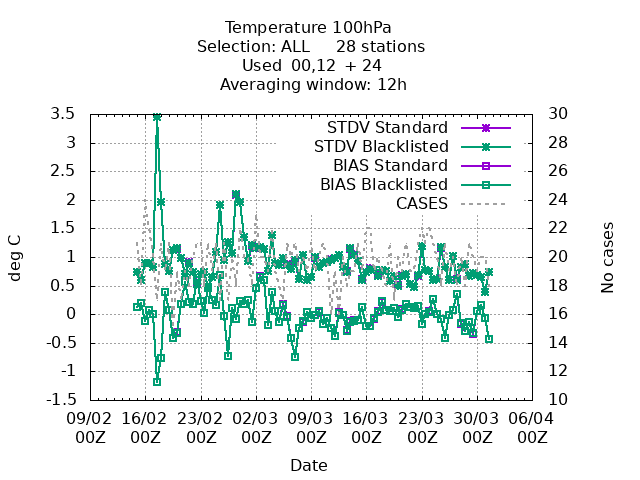 Temperature 100hPa
Selection: ALL 28 stations
Used 00,12 + 24
Averaging window: 12h
STDV Standard
STDV Blacklisted
BIAS Standard
BIAS Blacklisted
CASES
3.5
3
2.5
2
1.5
1
0.5
0
-0.5
-1
-1.5
deg C
30
28
26
24
22
20
18
16
14
12
10
No cases
09/02 16/02 23/02 02/03 09/03 16/03 23/03 30/03 06/04
00Z 00Z 00Z 00Z 00Z 00Z 00Z 00Z 00Z
Date